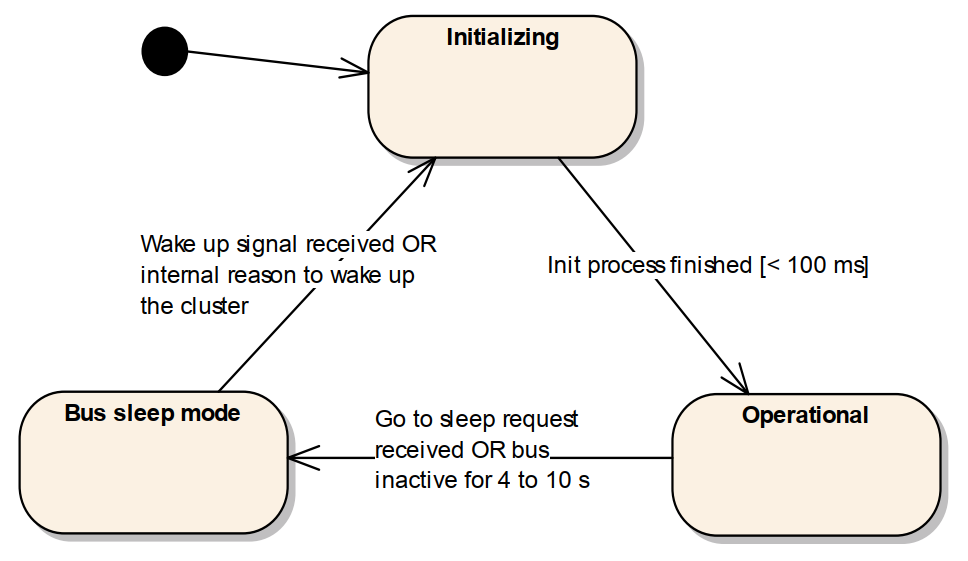 Initializing
Wake up signal received OR
internal reason to wake up
the cluster
Init process finished [< 100 ms]
Bus sleep mode
Go to sleep request
received OR bus
inactive for 4 to 10 s
Operational